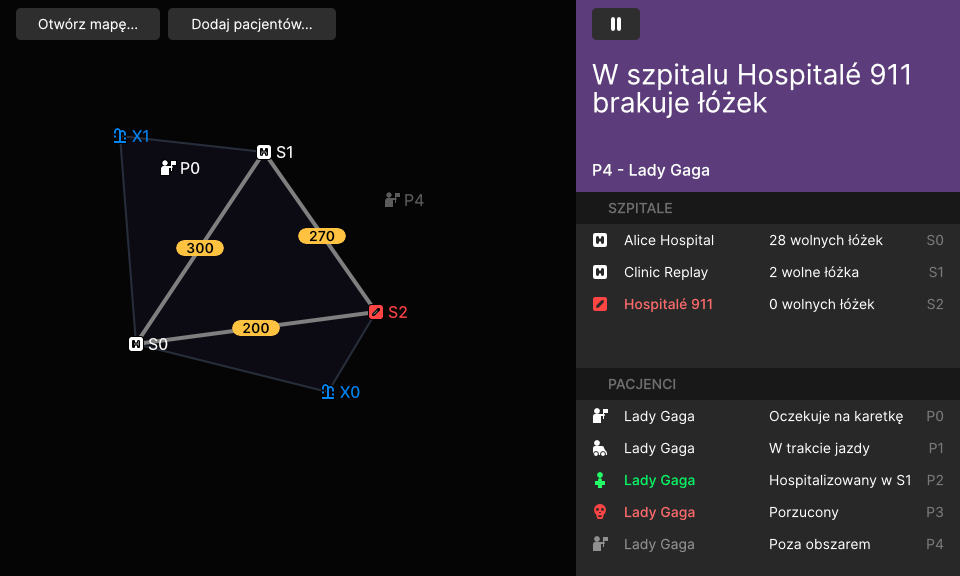 Otwórz mapę...
Dodaj pacjentów...
X1
P0
S1
P4
300
270
200
S2
S0
X0
W szpitalu Hospitalé 911
brakuje łóżek
P4 - Lady Gaga
SZPITALE
Alice Hospital 28 wolnych łóżek S0
Clinic Replay 2 wolne łóżka S1
Hospitalé 911 0 wolnych łóżek S2
PACJENCI
Lady Gaga Oczekuje na karetkę P0
Lady Gaga W trakcie jazdy P1
Lady Gaga Hospitalizowany w S1 P2
Lady Gaga Porzucony P3
Lady Gaga Poza obszarem P4